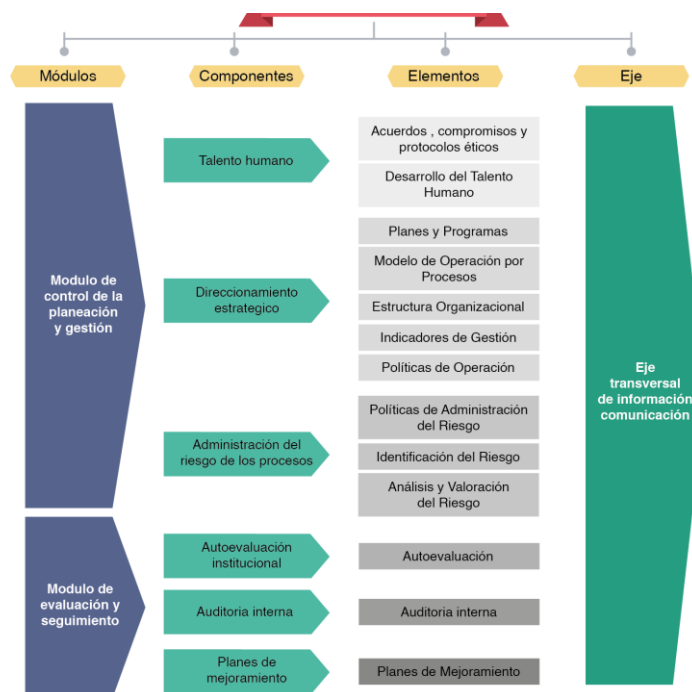 Módulos
Componentes
Elementos
Eje
Modulo de
control de la
planeación
y gestión
Talento humano
Acuerdos , compromisos y
protocolos éticos
Desarrollo del Talento
Humano
Direccionamiento
estrategico
Planes y Programas
Modelo de Operación por
Procesos
Estructura Organizacional
Indicadores de Gestión
Políticas de Operación
Administración del
riesgo de los procesos
Políticas de Administración
del Riesgo
Identificación del Riesgo
Análisis y Valoración
del Riesgo
Modulo de
evaluación y
seguimiento
Autoevaluación
institucional
Autoevaluación
Auditoria interna
Auditoria interna
Planes de
mejoramiento
Planes de Mejoramiento
Eje
transversal
de información
comunicación